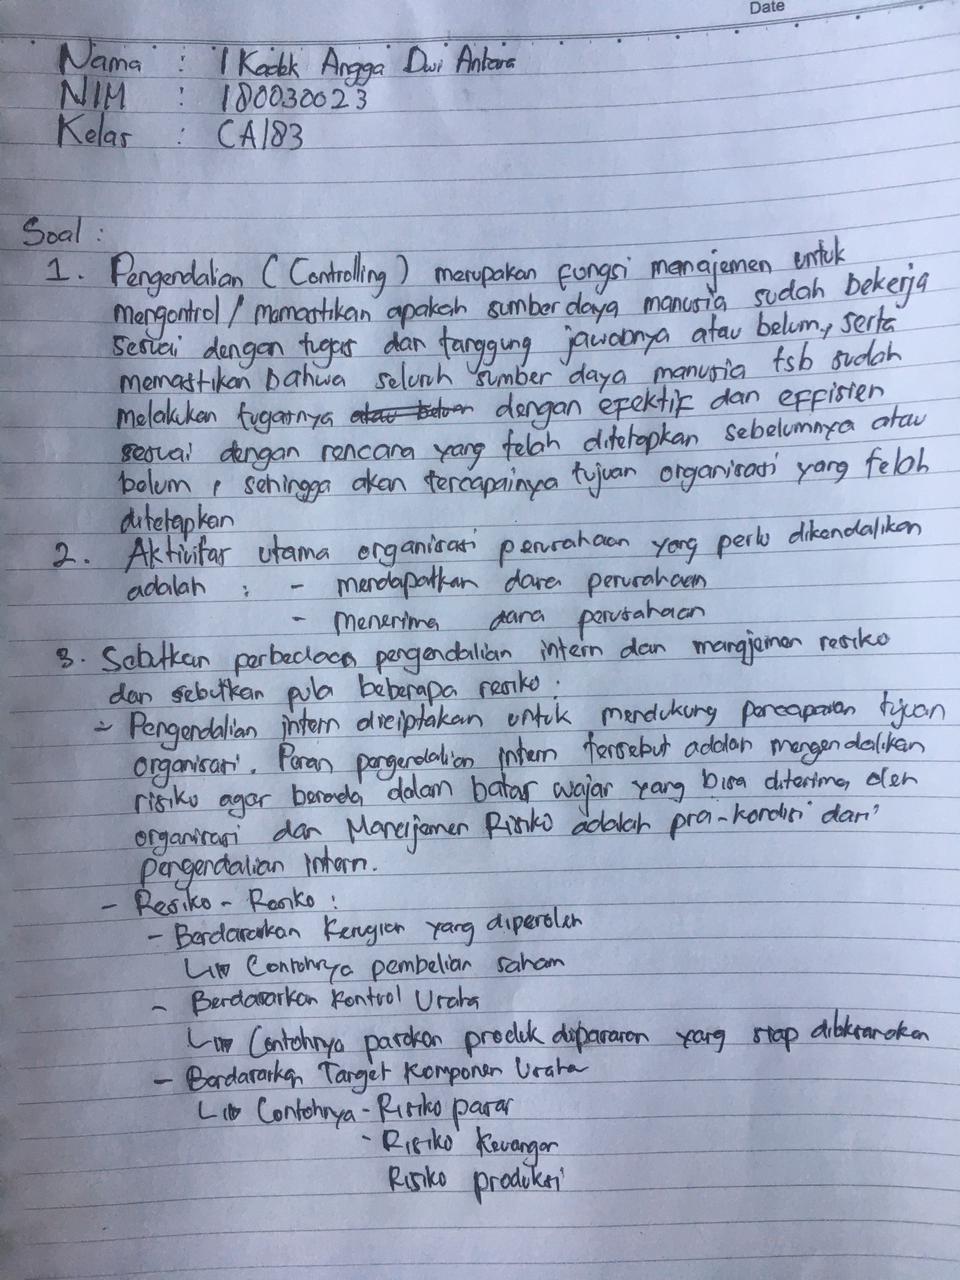 Date
Nama : I Kadek Angga Dwi Antara
NIM : 180030023
Kelas : CA183
Soal :
1. Pengendalian (Controlling) merupakan fungsi manajemen untuk
mengontrol / memastikan apakah sumber daya manusia sudah bekerja
sesuai dengan tugas dan tanggung jawabnya atau belum, serta
memastikan bahwa seluruh sumber daya manusia tsb sudah
melakukan tugasnya atau belum dengan efektif dan effisien
sesuai dengan rencana yang telah ditetapkan sebelumnya atau
belum, sehingga akan tercapainya tujuan organisasi yang telah
ditetapkan
2. Aktivitas utama organisasi perusahaan yang perlu dikendalikan
adalah : - mendapatkan dana perusahaan
- menerima dana perusahaan
3. Sebutkan perbedaan pengendalian intern dan manajemen resiko
dan sebutkan pula beberapa resiko :
- Pengendalian intern diciptakan untuk mendukung pencapaian tujuan
organisasi. Peran pengendalian intern tersebut adalah mengendalikan
risiko agar berada dalam batas wajar yang bisa diterima oleh
organisasi dan Manajemen Risiko adalah pra-kondisi dari
pengendalian intern.
- Resiko - Resiko :
- Berdasarkan Kerugian yang diperoleh
Contohnya pembelian saham
- Berdasarkan Kontrol Usaha
Contohnya pasokan produk dipasaran yang siap
- Berdasarkan Target Komponen Usaha
Contohnya - Risiko pasar
- Risiko Keuangan
Risiko produksi